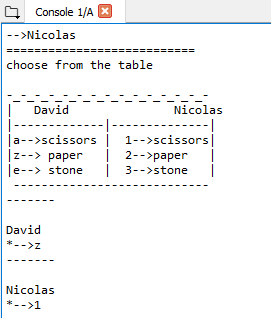 Console 1/A
-->Nicolas
===========================
choose from the table
_-_-_-_-_-_-_-_-_-_-_-_-_-_
|   David               Nicolas
|-------------|-------------|
|a-->scissors |  1-->scissors|
|z--> paper   |  2-->paper   |
|e--> stone   |  3-->stone   |
----------------------------
-------
David
*-->z
-------
Nicolas
*-->1